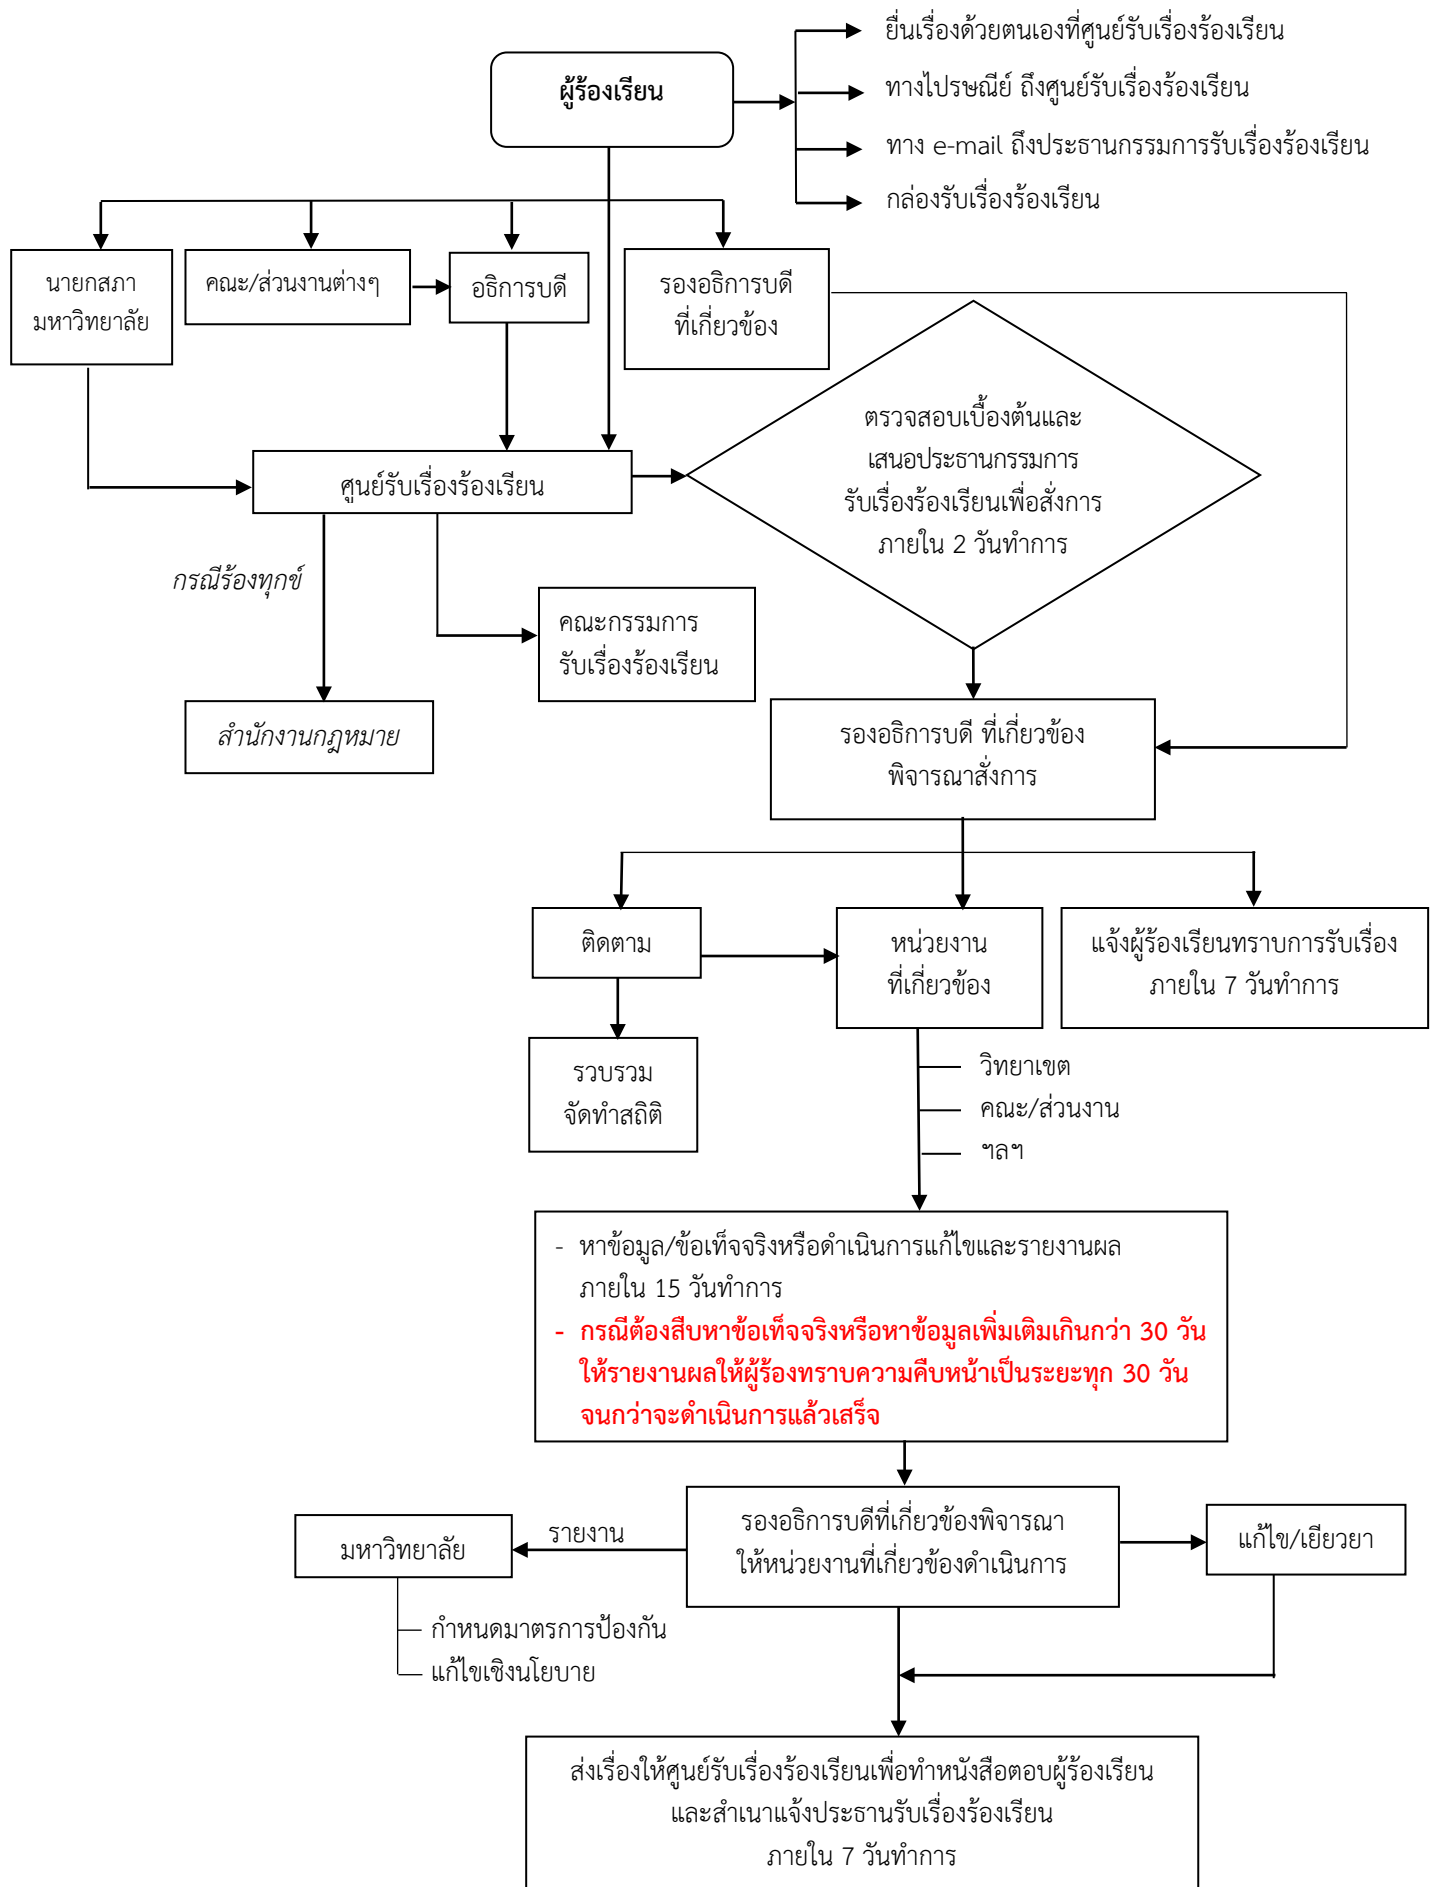 ผู้ร้องเรียน
ยื่นเรื่องด้วยตนเองที่ศูนย์รับเรื่องร้องเรียน
ทางไปรษณีย์ ถึงศูนย์รับเรื่องร้องเรียน
ทาง e-mail ถึงประธานกรรมการรับเรื่องร้องเรียน
กล่องรับเรื่องร้องเรียน
นายกสภา
มหาวิทยาลัย
คณะ/ส่วนงานต่างๆ
อธิการบดี
รองอธิการบดี
ที่เกี่ยวข้อง
ตรวจสอบเบื้องต้นและ
เสนอประธานกรรมการ
รับเรื่องร้องเรียนเพื่อสั่งการ
ภายใน 2 วันทำการ
ศูนย์รับเรื่องร้องเรียน
กรณีร้องทุกข์
คณะกรรมการ
รับเรื่องร้องเรียน
สำนักงานกฎหมาย
รองอธิการบดี ที่เกี่ยวข้อง
พิจารณาสั่งการ
ติดตาม
หน่วยงาน
ที่เกี่ยวข้อง
แจ้งผู้ร้องเรียนทราบการรับเรื่อง
ภายใน 7 วันทำการ
รวบรวม
จัดทำสถิติ
วิทยาเขต
คณะ/ส่วนงาน
ฯลฯ
- หาข้อมูล/ข้อเท็จจริงหรือดำเนินการแก้ไขและรายงานผล
ภายใน 15 วันทำการ
- กรณีต้องสืบหาข้อเท็จจริงหรือหาข้อมูลเพิ่มเติมเกินกว่า 30 วัน
ให้รายงานผลให้ผู้ร้องทราบความคืบหน้าเป็นระยะทุก 30 วัน
จนกว่าจะดำเนินการแล้วเสร็จ
รองอธิการบดีที่เกี่ยวข้องพิจารณา
ให้หน่วยงานที่เกี่ยวข้องดำเนินการ
รายงาน
มหาวิทยาลัย
แก้ไข/เยียวยา
กำหนดมาตรการป้องกัน
แก้ไขเชิงนโยบาย
ส่งเรื่องให้ศูนย์รับเรื่องร้องเรียนเพื่อทำหนังสือตอบผู้ร้องเรียน
และสำเนาแจ้งประธานรับเรื่องร้องเรียน
ภายใน 7 วันทำการ